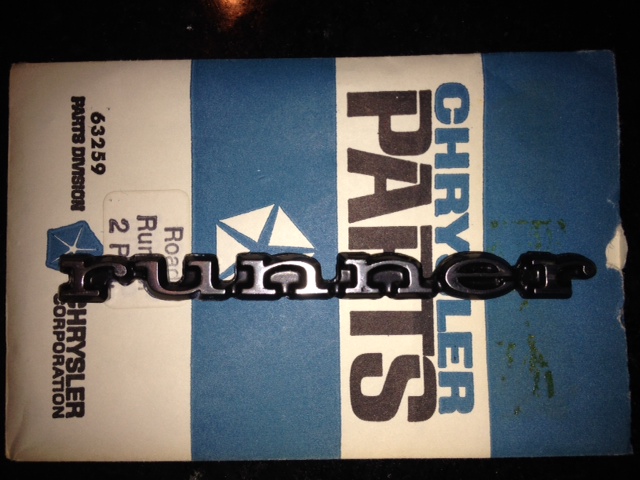 runner
CHRYSLER
PARTS
Road
Run
2 P
63259
PARTS DIVISION
CHRYSLER
CORPORATION